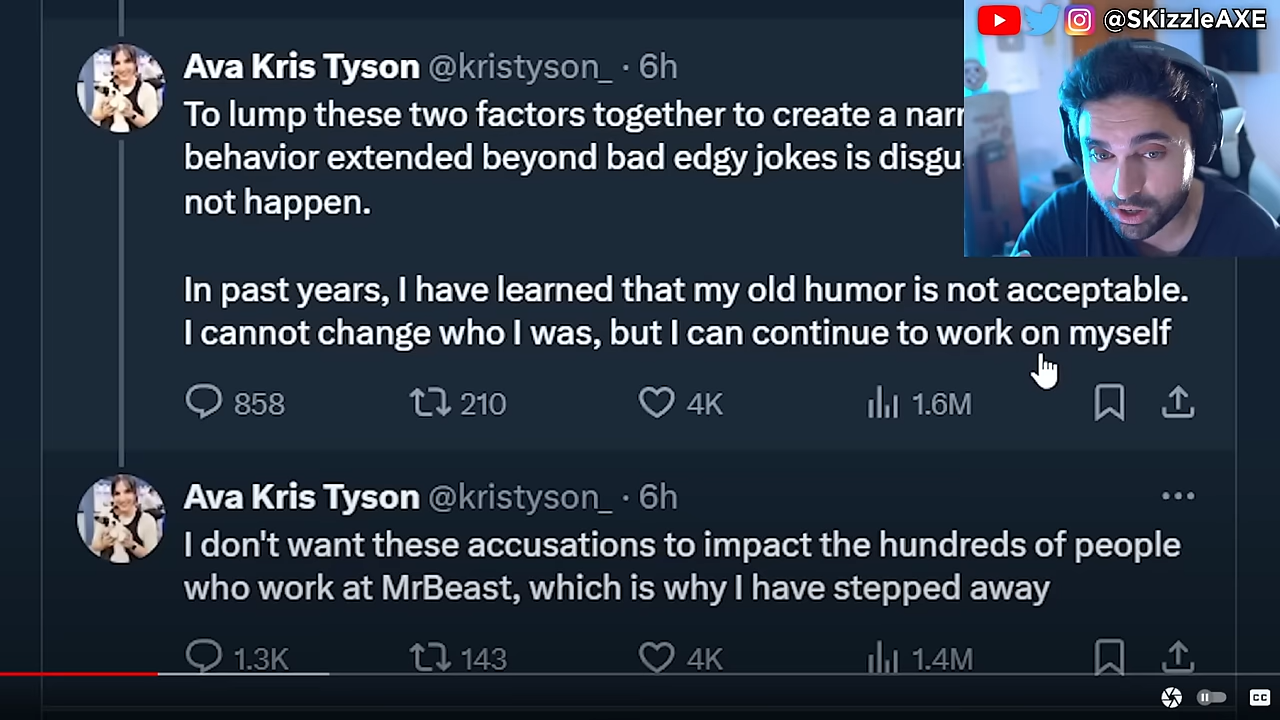 @SKizzleAXE
Ava Kris Tyson @kristyson_ · 6h
To lump these two factors together to create a
behavior extended beyond bad edgy jokes is
not happen.
In past years, I have learned that my old humor is not acceptable.
I cannot change who I was, but I can continue to work on myself
858 210 4K 1.6M
Ava Kris Tyson @kristyson_ · 6h
I don't want these accusations to impact the hundreds of people
who work at MrBeast, which is why I have stepped away
1.3K 143 4K 1.4M
CC